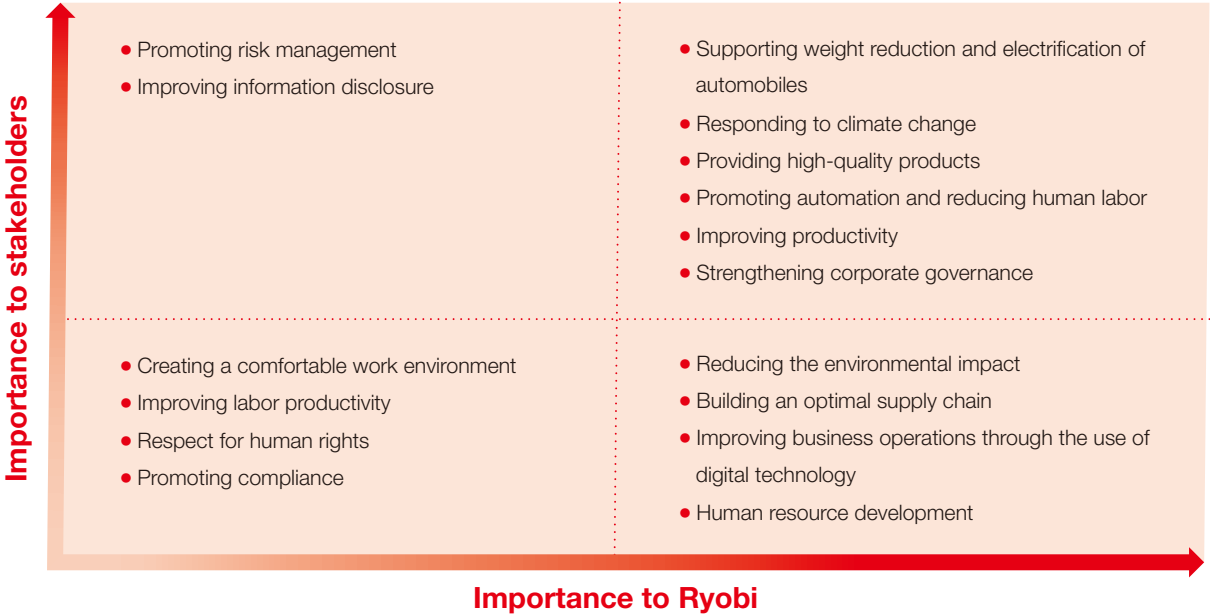 Importance to stakeholders
● Promoting risk management
● Improving information disclosure
● Supporting weight reduction and electrification of
automobiles
● Responding to climate change
● Providing high-quality products
● Promoting automation and reducing human labor
● Improving productivity
● Strengthening corporate governance
● Creating a comfortable work environment
● Improving labor productivity
● Respect for human rights
● Promoting compliance
● Reducing the environmental impact
● Building an optimal supply chain
● Improving business operations through the use of
digital technology
● Human resource development
Importance to Ryobi